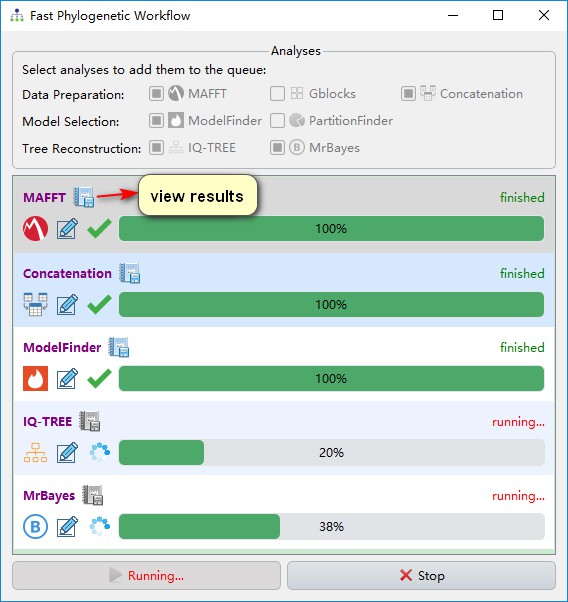 Fast Phylogenetic Workflow
Analyses
Select analyses to add them to the queue:
Data Preparation: MAFFT Gblocks Concatenation
Model Selection: ModelFinder PartitionFinder
Tree Reconstruction: IQ-TREE B MrBayes
MAFFT view results finished
100%
Concatenation finished
100%
ModelFinder finished
100%
IQ-TREE running...
20%
MrBayes running...
B 38%
Running... Stop